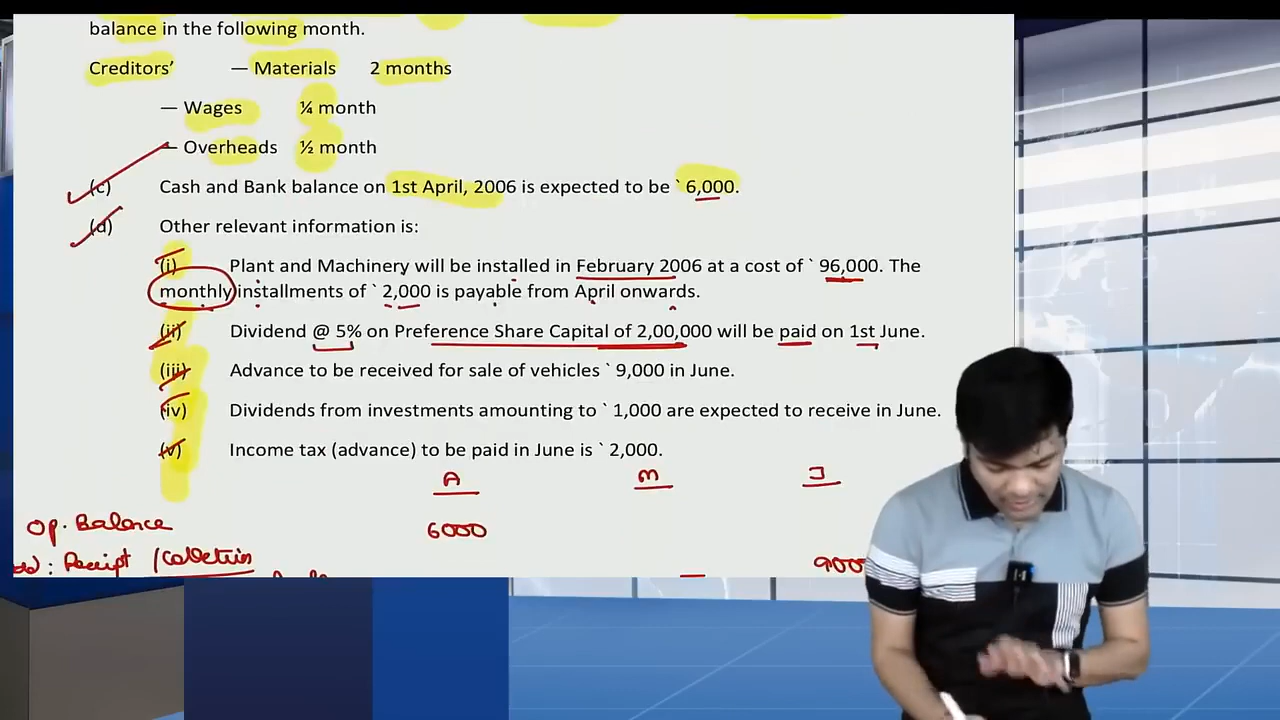 balance in the following month.
Creditors’ — Materials 2 months
— Wages ¼ month
— Overheads ½ month
(c) Cash and Bank balance on 1st April, 2006 is expected to be ` 6,000.
(d) Other relevant information is:
(i) Plant and Machinery will be installed in February 2006 at a cost of ` 96,000. The
monthly installments of ` 2,000 is payable from April onwards.
(ii) Dividend @ 5% on Preference Share Capital of 2,00,000 will be paid on 1st June.
(iii) Advance to be received for sale of vehicles ` 9,000 in June.
(iv) Dividends from investments amounting to ` 1,000 are expected to receive in June.
(v) Income tax (advance) to be paid in June is ` 2,000.
A M J
Op. Balance 6000
: Receipt / 9000